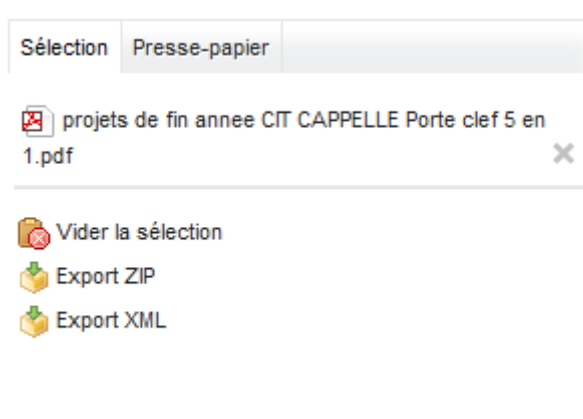 Sélection Presse-papier
projets de fin annee CIT CAPPELLE Porte clef 5 en
1.pdf
Vider la sélection
Export ZIP
Export XML